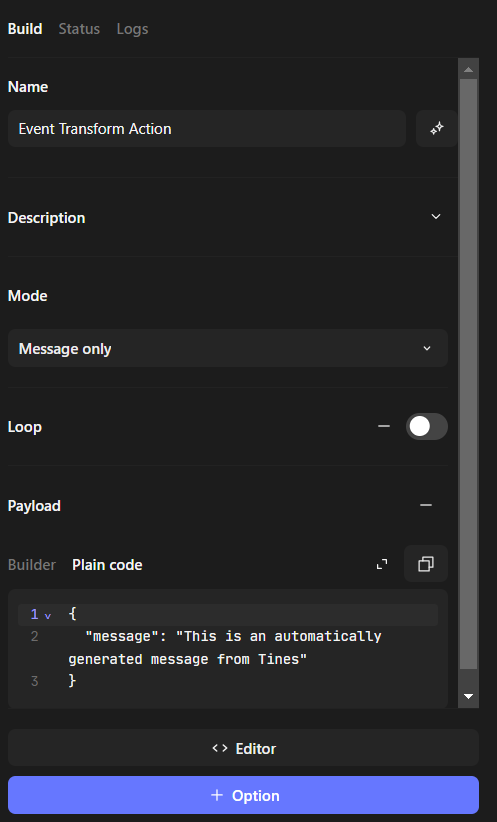 Build Status Logs
Name
Event Transform Action
Description
Mode
Message only
Loop
Payload
Builder Plain code
1 {
2 "message": "This is an automatically
generated message from Tines"
3 }
<> Editor
+ Option